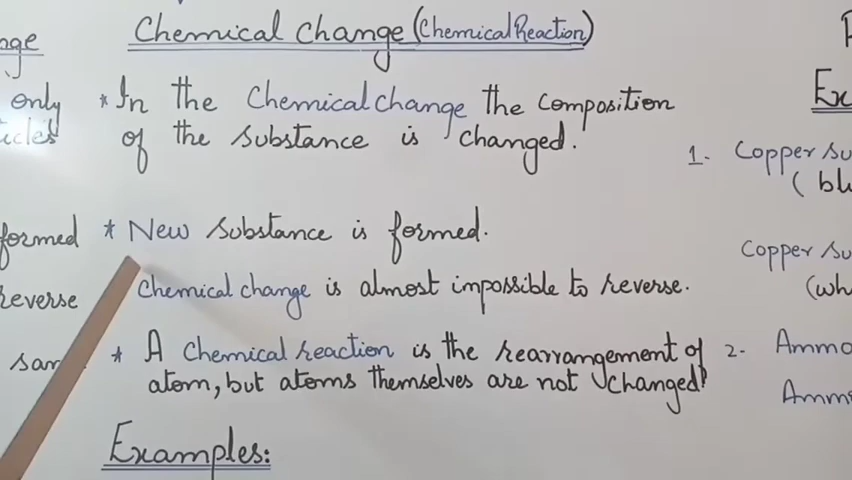 Chemical Change (Chemical Reaction)
only
* In the Chemical change the composition
of the substance is changed.
1. Copper
formed
* New substance is formed.
Copper
reverse
Chemical change is almost impossible to reverse.
* A Chemical reaction is the rearrangement of
2.
atom, but atoms themselves are not changed
Examples: